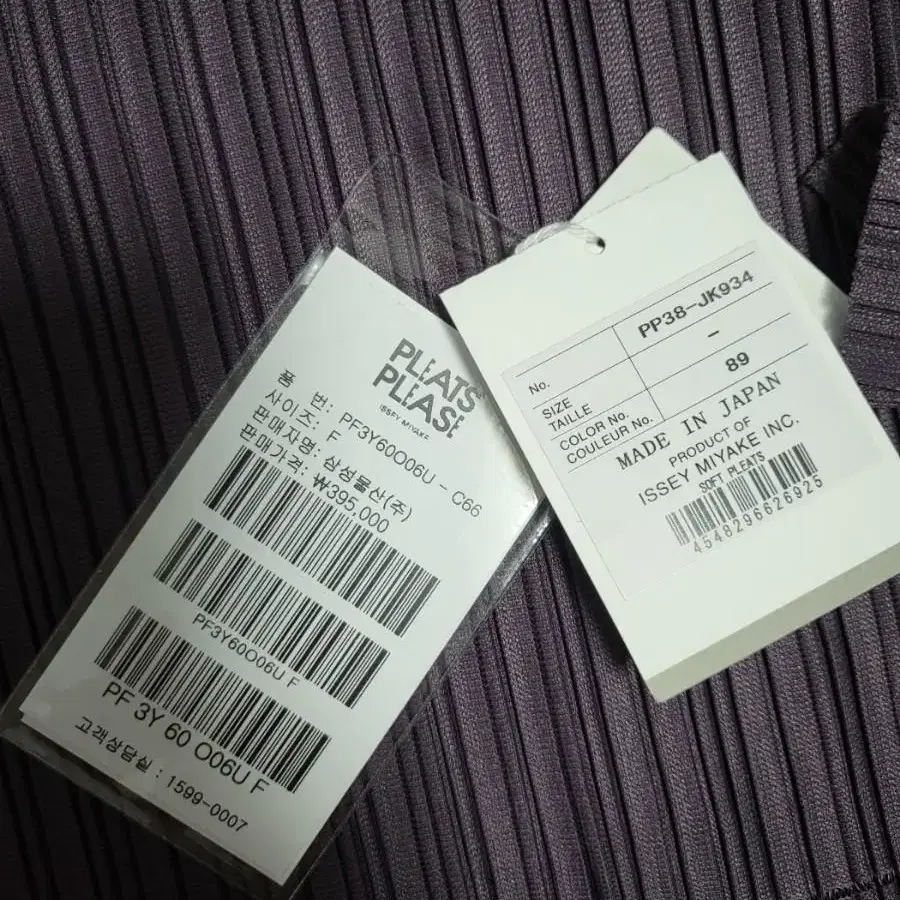 PLEATS
PLEASE
ISSEY MIYAKE
품 번: PF3Y60O06U - C66
사이즈: F
판매자명: 삼성물산(주)
판매가격: ₩395,000
PF3Y60O06U F
PF 3Y 60 O06U F
고객상담실 : 1599-0007
No. PP38-JK934
SIZE
TAILLE -
COLOR No.
COULEUR No. 89
MADE IN JAPAN
PRODUCT OF
ISSEY MIYAKE INC.
SOFT PLEATS
4548296626925